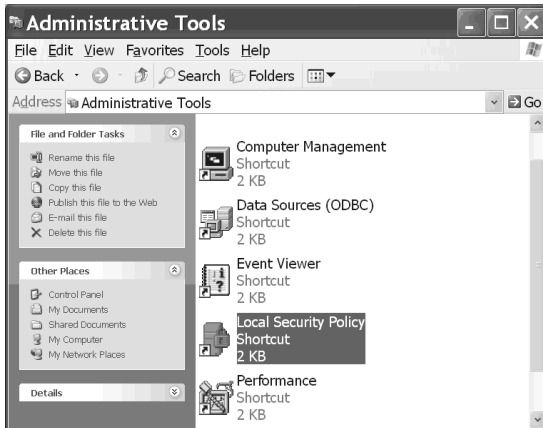 Administrative Tools
File Edit View Favorites Tools Help
Back Search Folders
Address Administrative Tools Go
File and Folder Tasks
Rename this file
Move this file
Copy this file
Publish this file to the Web
E-mail this file
Delete this file
Other Places
Control Panel
My Documents
Shared Documents
My Computer
My Network Places
Details
Computer Management
Shortcut
2 KB
Data Sources (ODBC)
Shortcut
2 KB
Event Viewer
Shortcut
2 KB
Local Security Policy
Shortcut
2 KB
Performance
Shortcut
2 KB